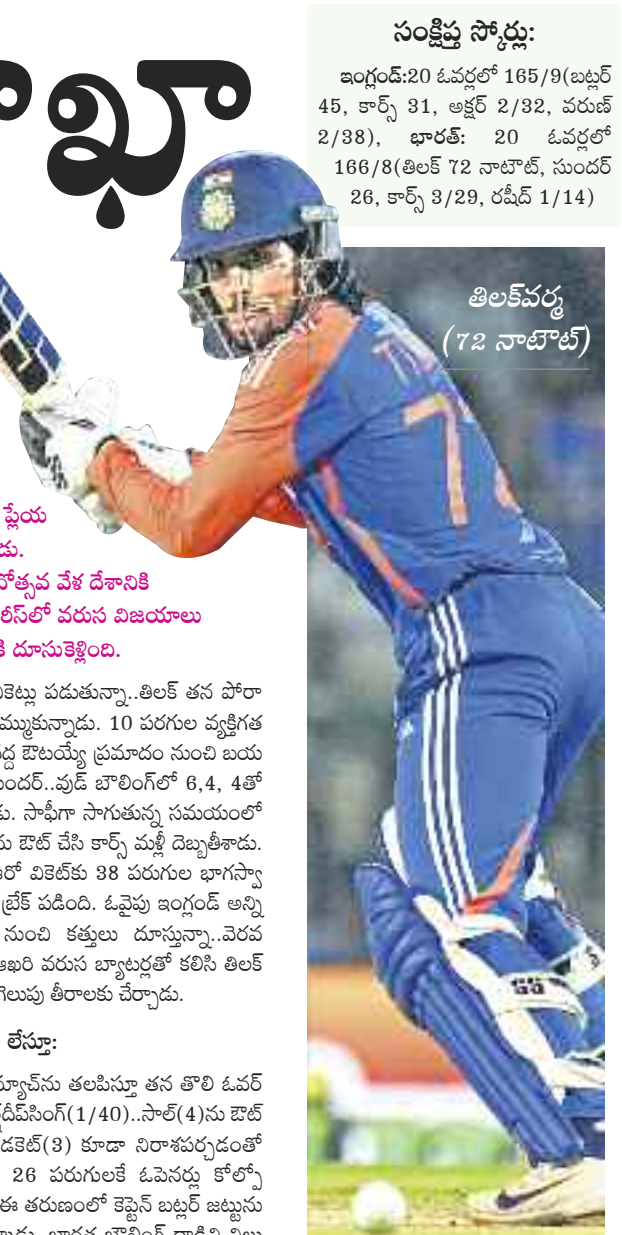 ాఖా
సంక్షిప్త స్కోర్లు:
ఇంగ్లండ్:20 ఓవర్లలో 165/9(బట్లర్
45, కార్స్ 31, అక్షర్ 2/32, వరుణ్
2/38), భారత్: 20 ఓవర్లలో
166/8(తిలక్ 72 నాటౌట్, సుందర్
26, కార్స్ 3/29, రషీద్ 1/14)
తిలక్‌వర్మ
(72 నాటౌట్)
ప్లేయ
డు.
ోత్సవ వేళ దేశానికి
రీస్‌లో వరుస విజయాలు
కి దూసుకెళ్లింది.
ికెట్లు పడుతున్నా..తిలక్ తన పోరా
మ్ముకున్నాడు. 10 పరగుల వ్యక్తిగత
ద్ద ఔటయ్యే ప్రమాదం నుంచి బయ
ుందర్..వుడ్ బౌలింగ్‌లో 6,4, 4తో
డు. సాఫీగా సాగుతున్న సమయంలో
ను ఔట్ చేసి కార్స్ మళ్లీ దెబ్బతీశాడు.
రో వికెట్‌కు 38 పరుగుల భాగస్వా
బ్రేక్ పడింది. ఓవైపు ఇంగ్లండ్ అన్ని
నుంచి కత్తులు దూస్తున్నా..వెరవ
ఆఖరి వరుస బ్యాటర్లతో కలిసి తిలక్
గెలుపు తీరాలకు చేర్చాడు.
లేస్తూ:
్యాచ్‌ను తలపిస్తూ తన తొలి ఓవర్
్షదీప్‌సింగ్(1/40)..సాల్(4)ను ఔట్
డకెట్(3) కూడా నిరాశపర్చడంతో
26 పరుగులకే ఓపెనర్లు కోల్పో
ఈ తరుణంలో కెప్టెన్ బట్లర్ జట్టును